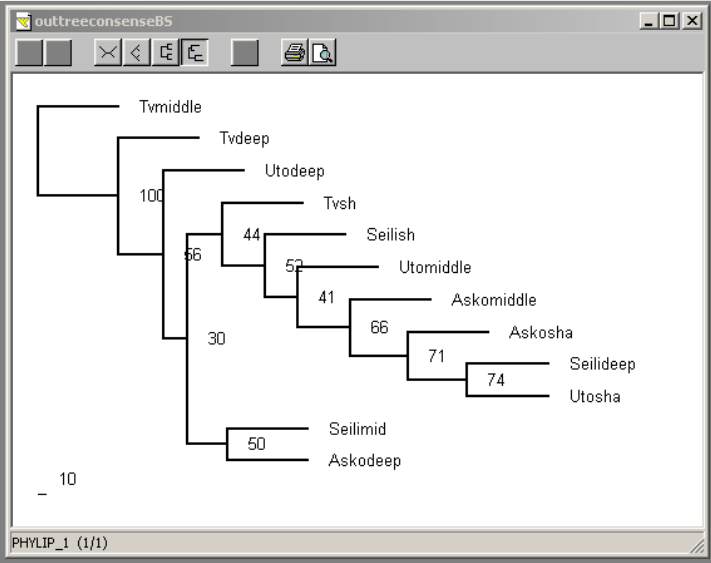 outtreeconsenseBS
Tvmiddle
Tvdeep
Utodeep
100
Tvsh
Seilish
44
56
52
Utomiddle
41
Askomiddle
66
Askosha
30
71
Seilideep
74
Utosha
Seilimid
50
Askodeep
10
PHYLIP_1 (1/1)